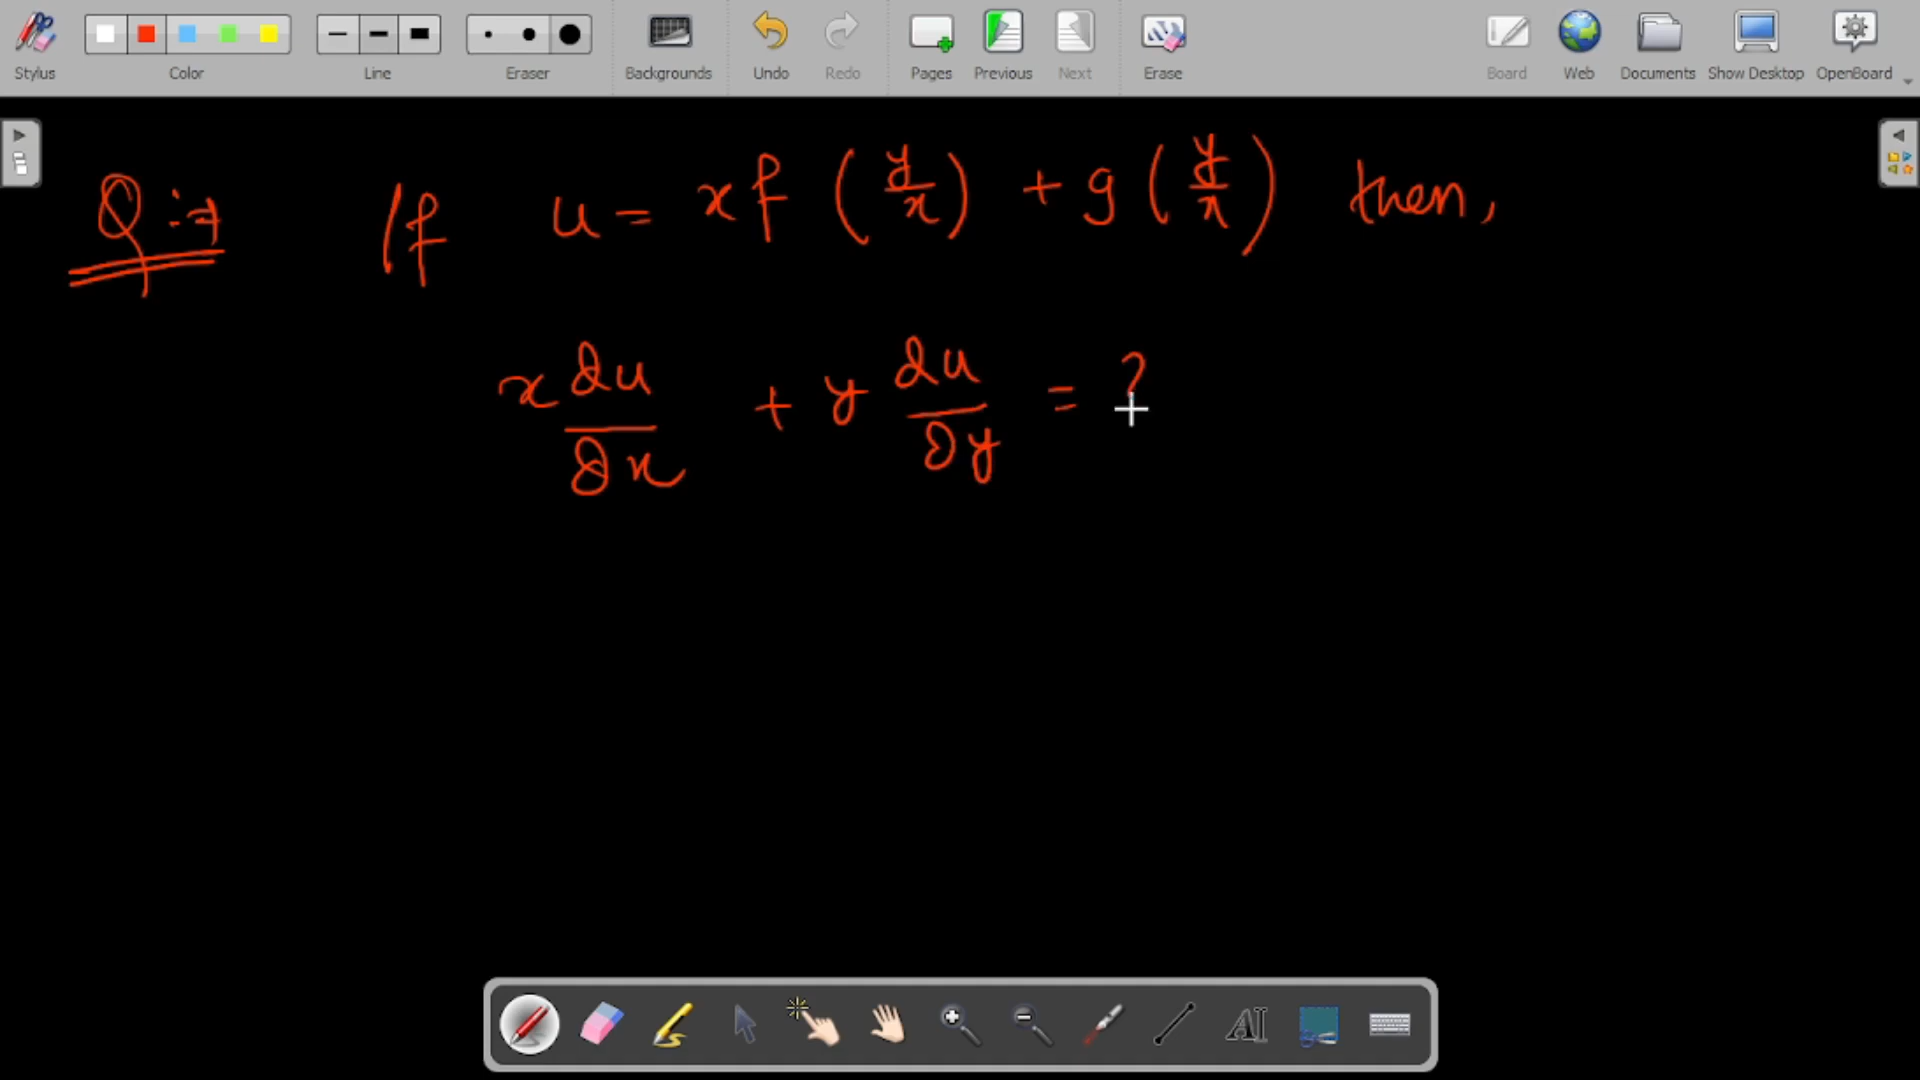 Stylus Color Line Eraser Backgrounds Undo Redo Pages Previous Next Erase Board Web Documents Show Desktop OpenBoard
Q:→ If u = x f (y/x) + g (y/x) then,
x ∂u/∂x + y ∂u/∂y = ?